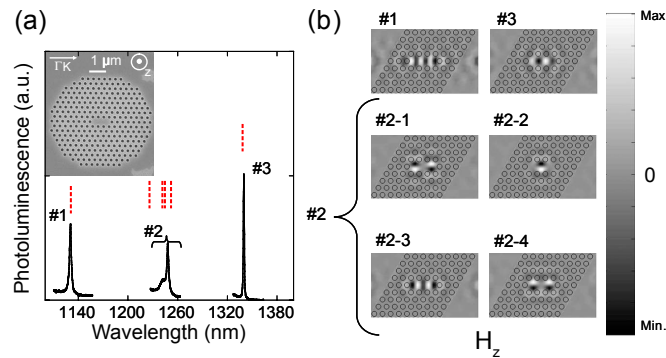 (a)
ΓK
1 μm
z
Photoluminescence (a.u.)
#1
#2
#3
1140 1200 1260 1320 1380
Wavelength (nm)
(b)
#1 #3
#2-1 #2-2
#2
#2-3 #2-4
H_z
Max
0
Min.